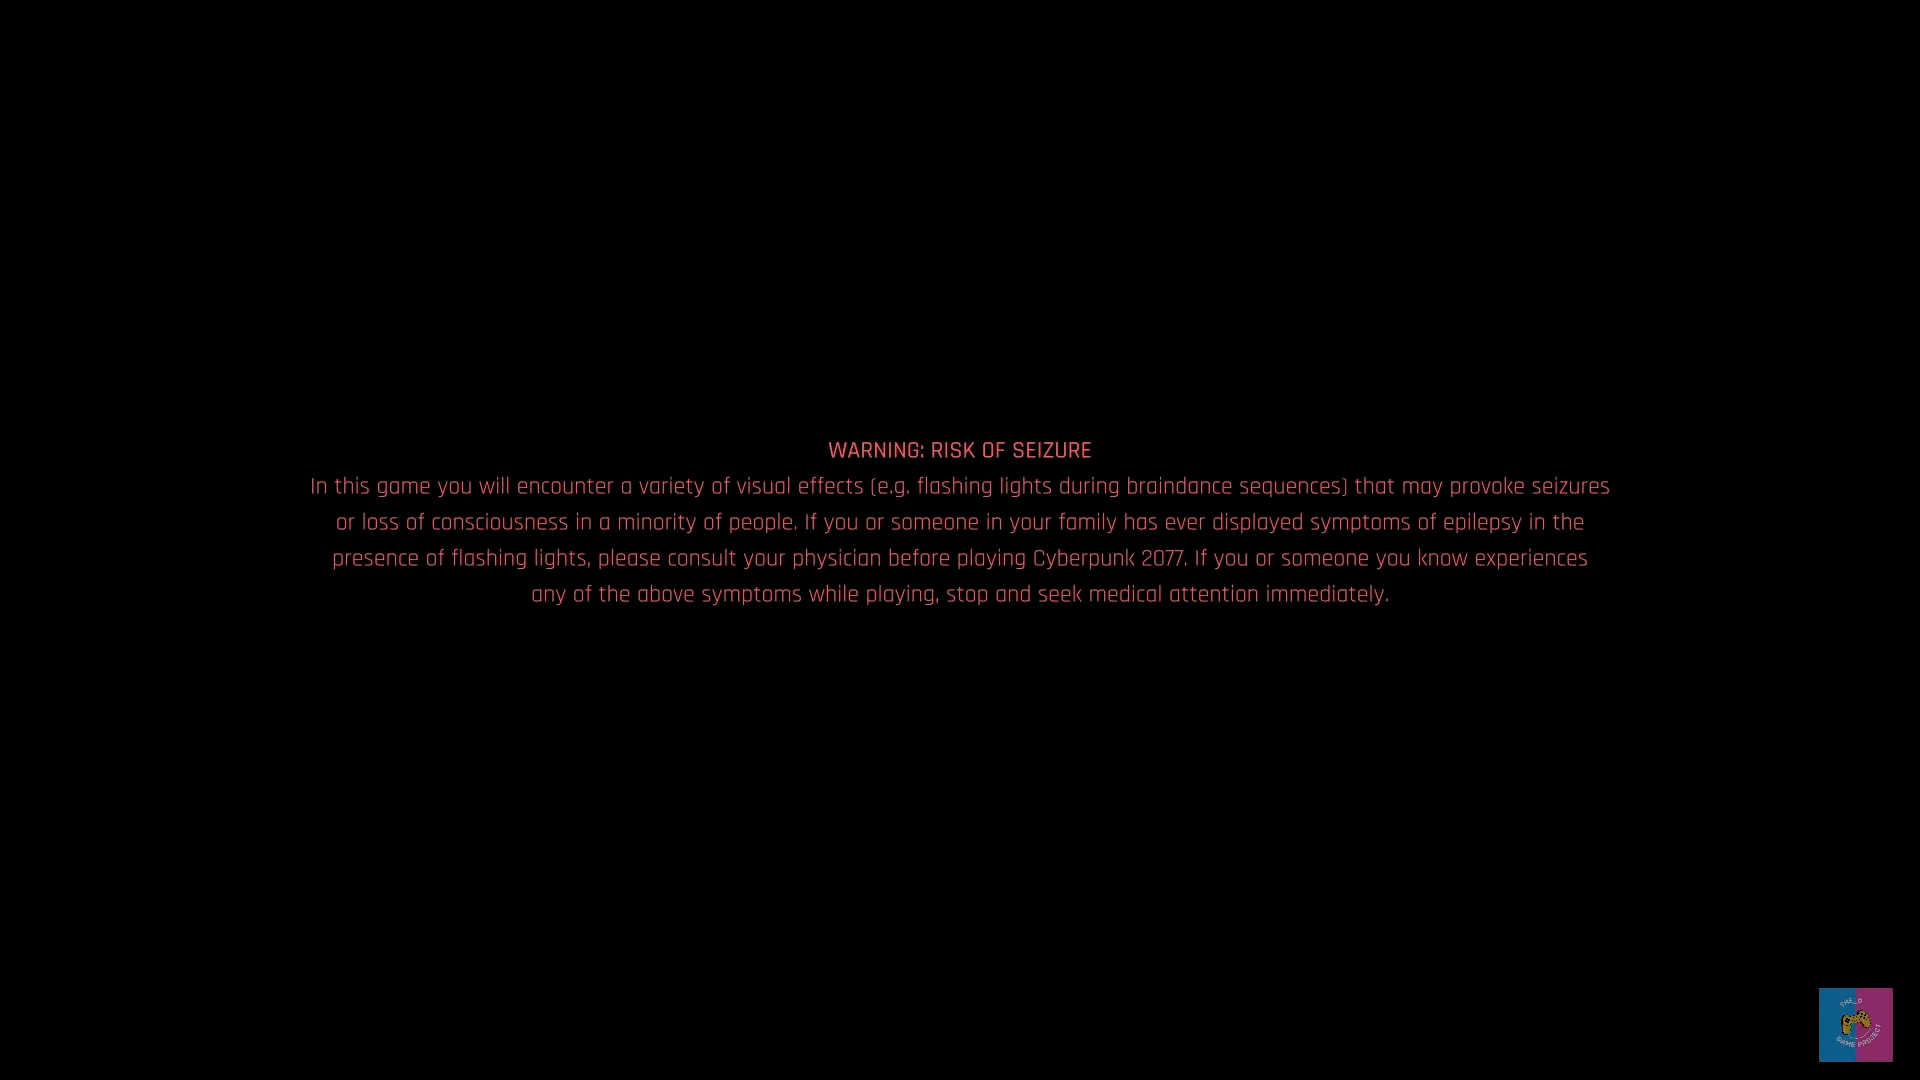 WARNING: RISK OF SEIZURE
In this game you will encounter a variety of visual effects (e.g. flashing lights during braindance sequences) that may provoke seizures
or loss of consciousness in a minority of people. If you or someone in your family has ever displayed symptoms of epilepsy in the
presence of flashing lights, please consult your physician before playing Cyberpunk 2077. If you or someone you know experiences
any of the above symptoms while playing, stop and seek medical attention immediately.
THE_D
GAME PROJECT